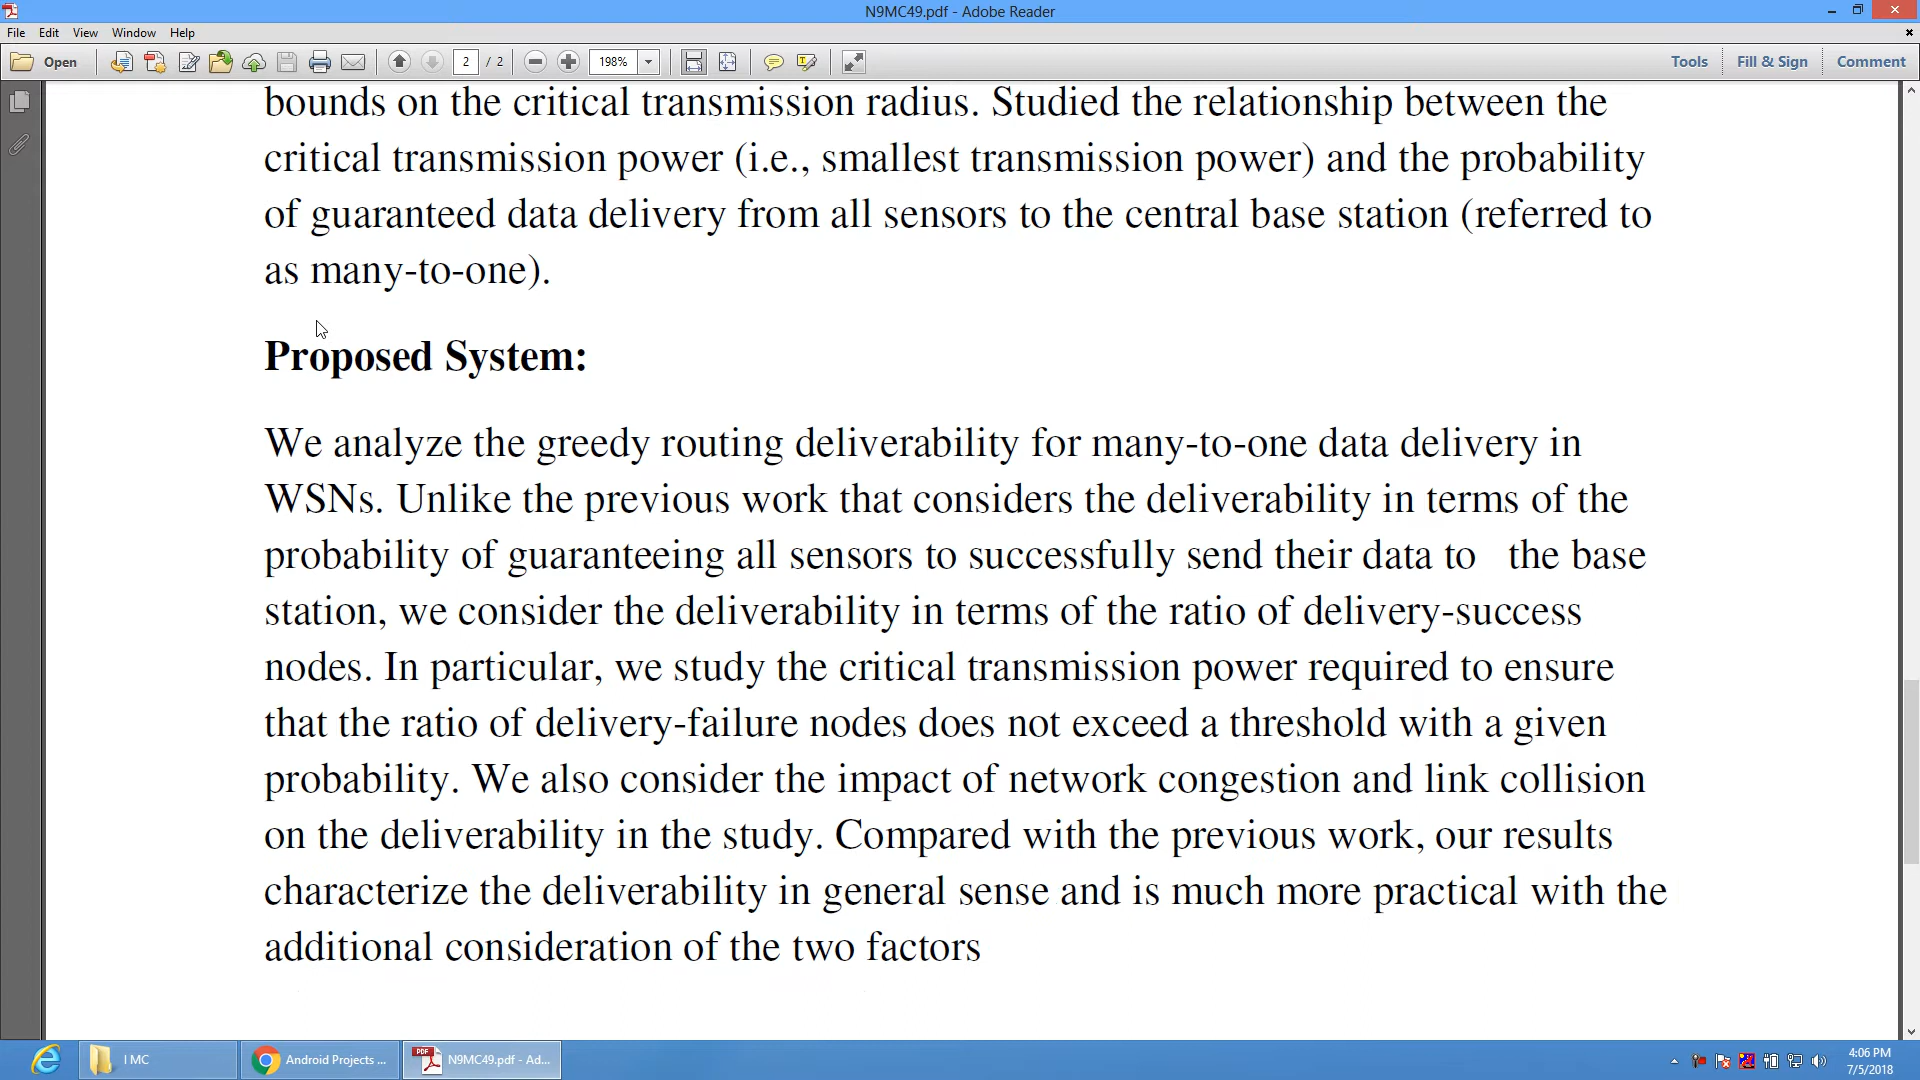 N9MC49.pdf - Adobe Reader
File Edit View Window Help
Open 2 / 2 198% Tools Fill & Sign Comment
bounds on the critical transmission radius. Studied the relationship between the
critical transmission power (i.e., smallest transmission power) and the probability
of guaranteed data delivery from all sensors to the central base station (referred to
as many-to-one).
Proposed System:
We analyze the greedy routing deliverability for many-to-one data delivery in
WSNs. Unlike the previous work that considers the deliverability in terms of the
probability of guaranteeing all sensors to successfully send their data to the base
station, we consider the deliverability in terms of the ratio of delivery-success
nodes. In particular, we study the critical transmission power required to ensure
that the ratio of delivery-failure nodes does not exceed a threshold with a given
probability. We also consider the impact of network congestion and link collision
on the deliverability in the study. Compared with the previous work, our results
characterize the deliverability in general sense and is much more practical with the
additional consideration of the two factors
I MC Android Projects ... N9MC49.pdf - Ad... 4:06 PM
7/5/2018